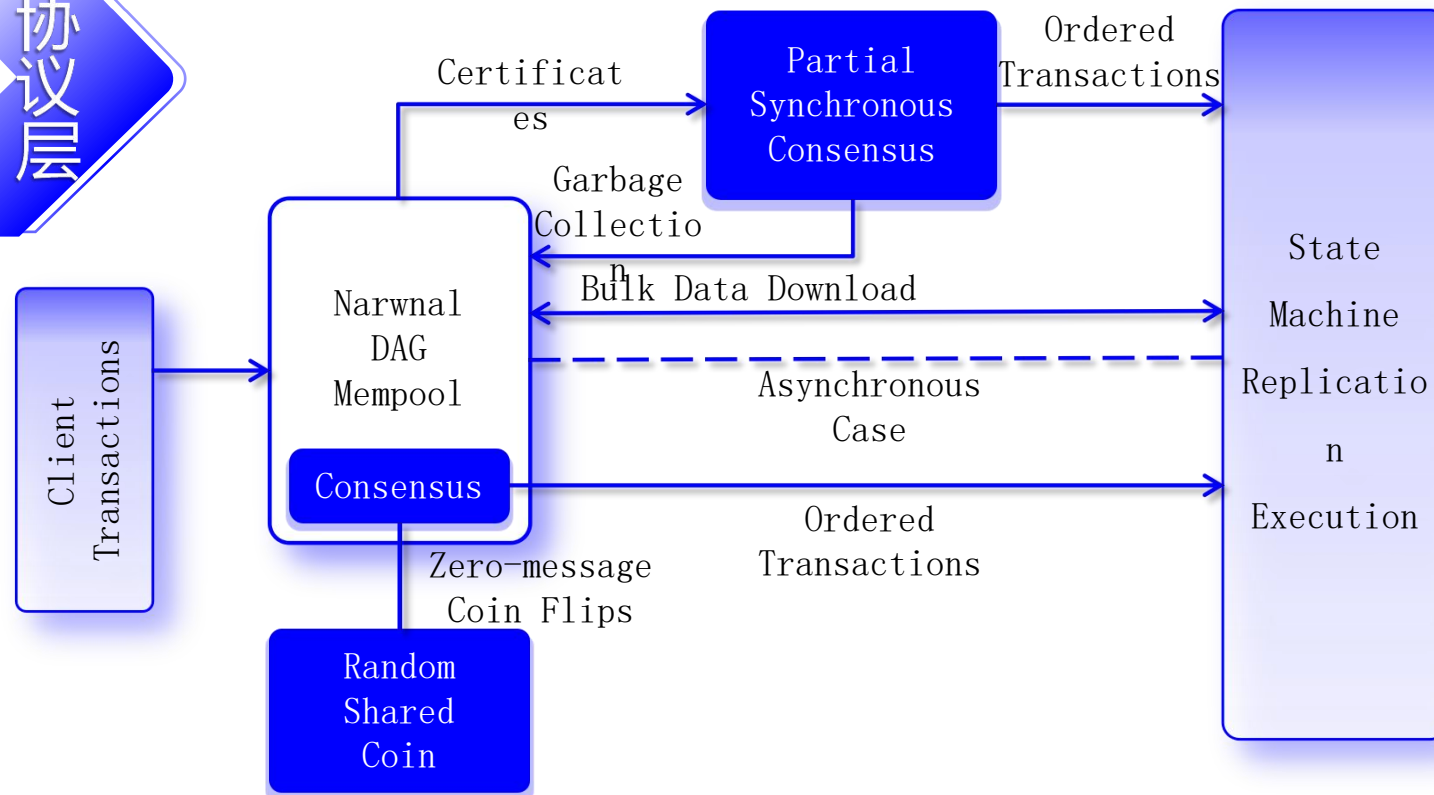 协
议
层
Certificat
es
Partial
Synchronous
Consensus
Ordered
Transactions
Garbage
Collectio
n
Bulk Data Download
Client
Transactions
Narwnal
DAG
Mempool
Consensus
Asynchronous
Case
Ordered
Transactions
Zero-message
Coin Flips
Random
Shared
Coin
State
Machine
Replicatio
n
Execution